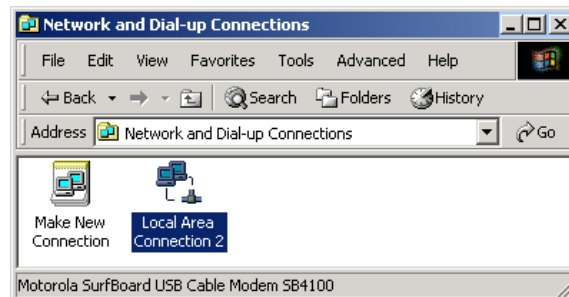 Network and Dial-up Connections
File Edit View Favorites Tools Advanced Help
Back Search Folders History
Address Network and Dial-up Connections Go
Make New Connection
Local Area Connection 2
Motorola SurfBoard USB Cable Modem SB4100